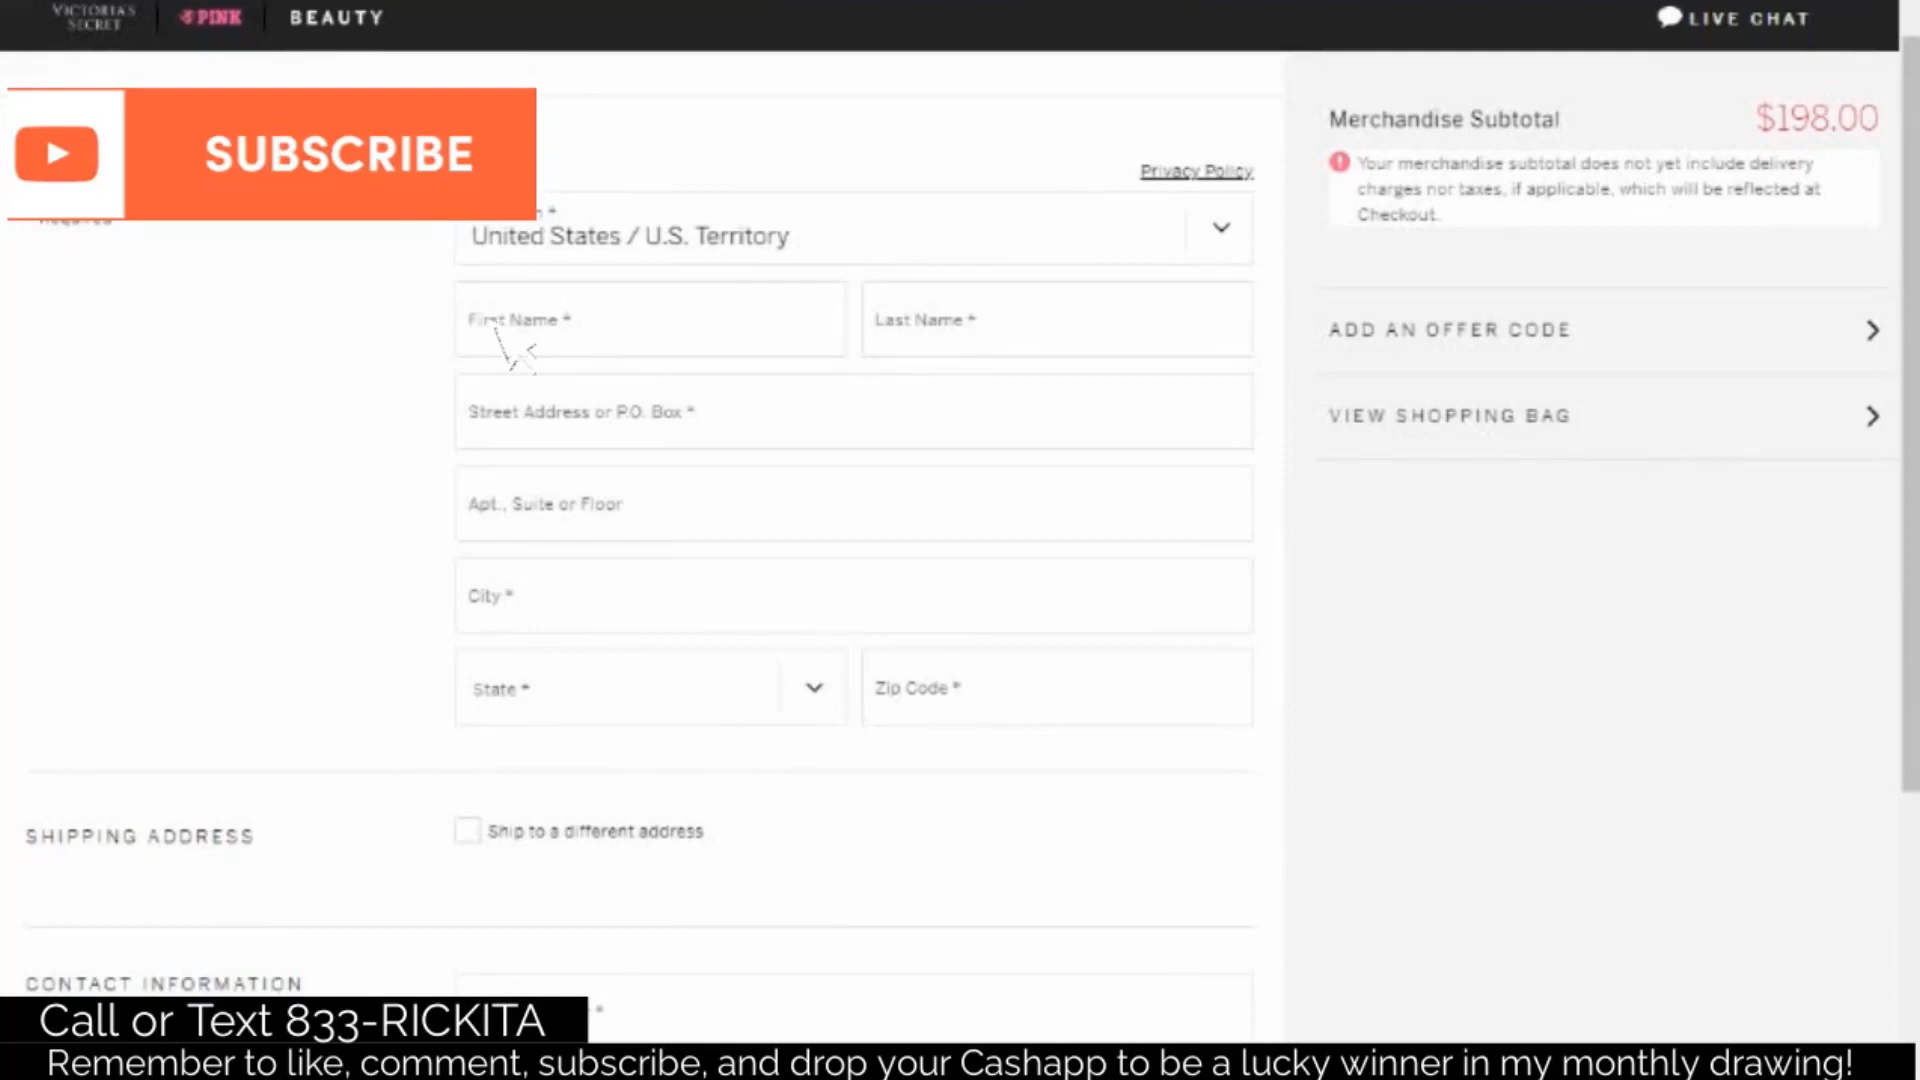 VICTORIA'S
SECRET
PINK
BEAUTY
LIVE CHAT
SUBSCRIBE
Privacy Policy
United States / U.S. Territory
First Name *
Last Name *
Street Address or P.O. Box *
Apt., Suite or Floor
City *
State *
Zip Code *
SHIPPING ADDRESS
Ship to a different address
CONTACT INFORMATION
Merchandise Subtotal
$198.00
Your merchandise subtotal does not yet include delivery
charges nor taxes, if applicable, which will be reflected at
Checkout.
ADD AN OFFER CODE
VIEW SHOPPING BAG
Call or Text 833-RICKITA
Remember to like, comment, subscribe, and drop your Cashapp to be a lucky winner in my monthly drawing!